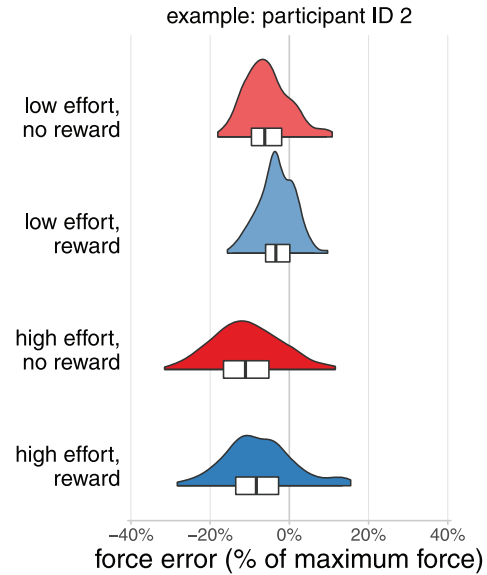 example: participant ID 2
low effort,
no reward
low effort,
reward
high effort,
no reward
high effort,
reward
−40% −20% 0% 20% 40%
force error (% of maximum force)